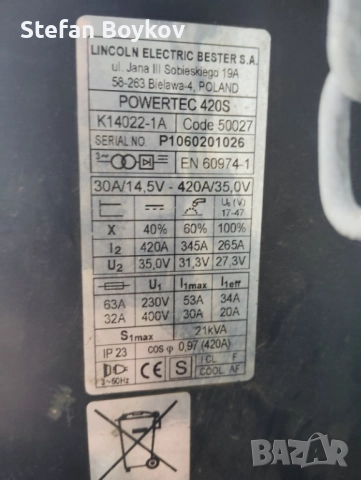 Stefan Boykov
LINCOLN ELECTRIC BESTER S.A.
ul. Jana III Sobieskiego 19A
58-263 Bielawa-4, POLAND
POWERTEC 420S
K14022-1A Code 50027
SERIAL NO P1060201026
3~ EN 60974-1
30A/14,5V - 420A/35,0V
U₀ (V)
17-47
X 40% 60% 100%
I2 420A 345A 265A
U2 35,0V 31,3V 27,3V
U1 I1max I1eff
63A 230V 53A 34A
32A 400V 30A 20A
S1max 21kVA
IP 23 cos φ 0,97 (420A)
3~50Hz CE S I CL. F
COOL AF
BAZAR